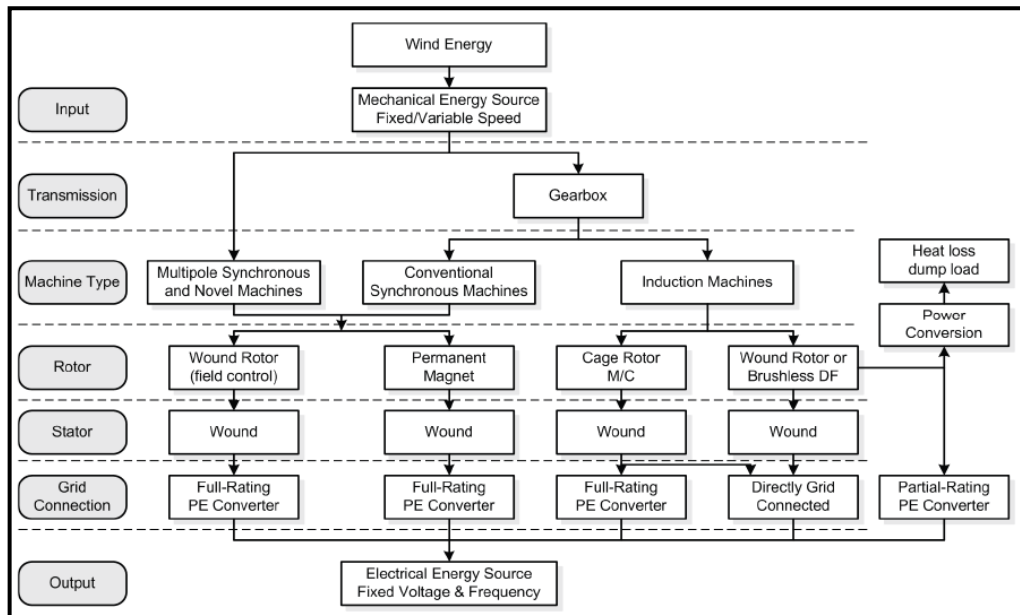 Wind Energy
Input
Mechanical Energy Source
Fixed/Variable Speed
Transmission
Gearbox
Machine Type
Multipole Synchronous
and Novel Machines
Conventional
Synchronous Machines
Induction Machines
Heat loss
dump load
Power
Conversion
Rotor
Wound Rotor
(field control)
Permanent
Magnet
Cage Rotor
M/C
Wound Rotor or
Brushless DF
Stator
Wound
Wound
Wound
Wound
Grid
Connection
Full-Rating
PE Converter
Full-Rating
PE Converter
Full-Rating
PE Converter
Directly Grid
Connected
Partial-Rating
PE Converter
Output
Electrical Energy Source
Fixed Voltage & Frequency